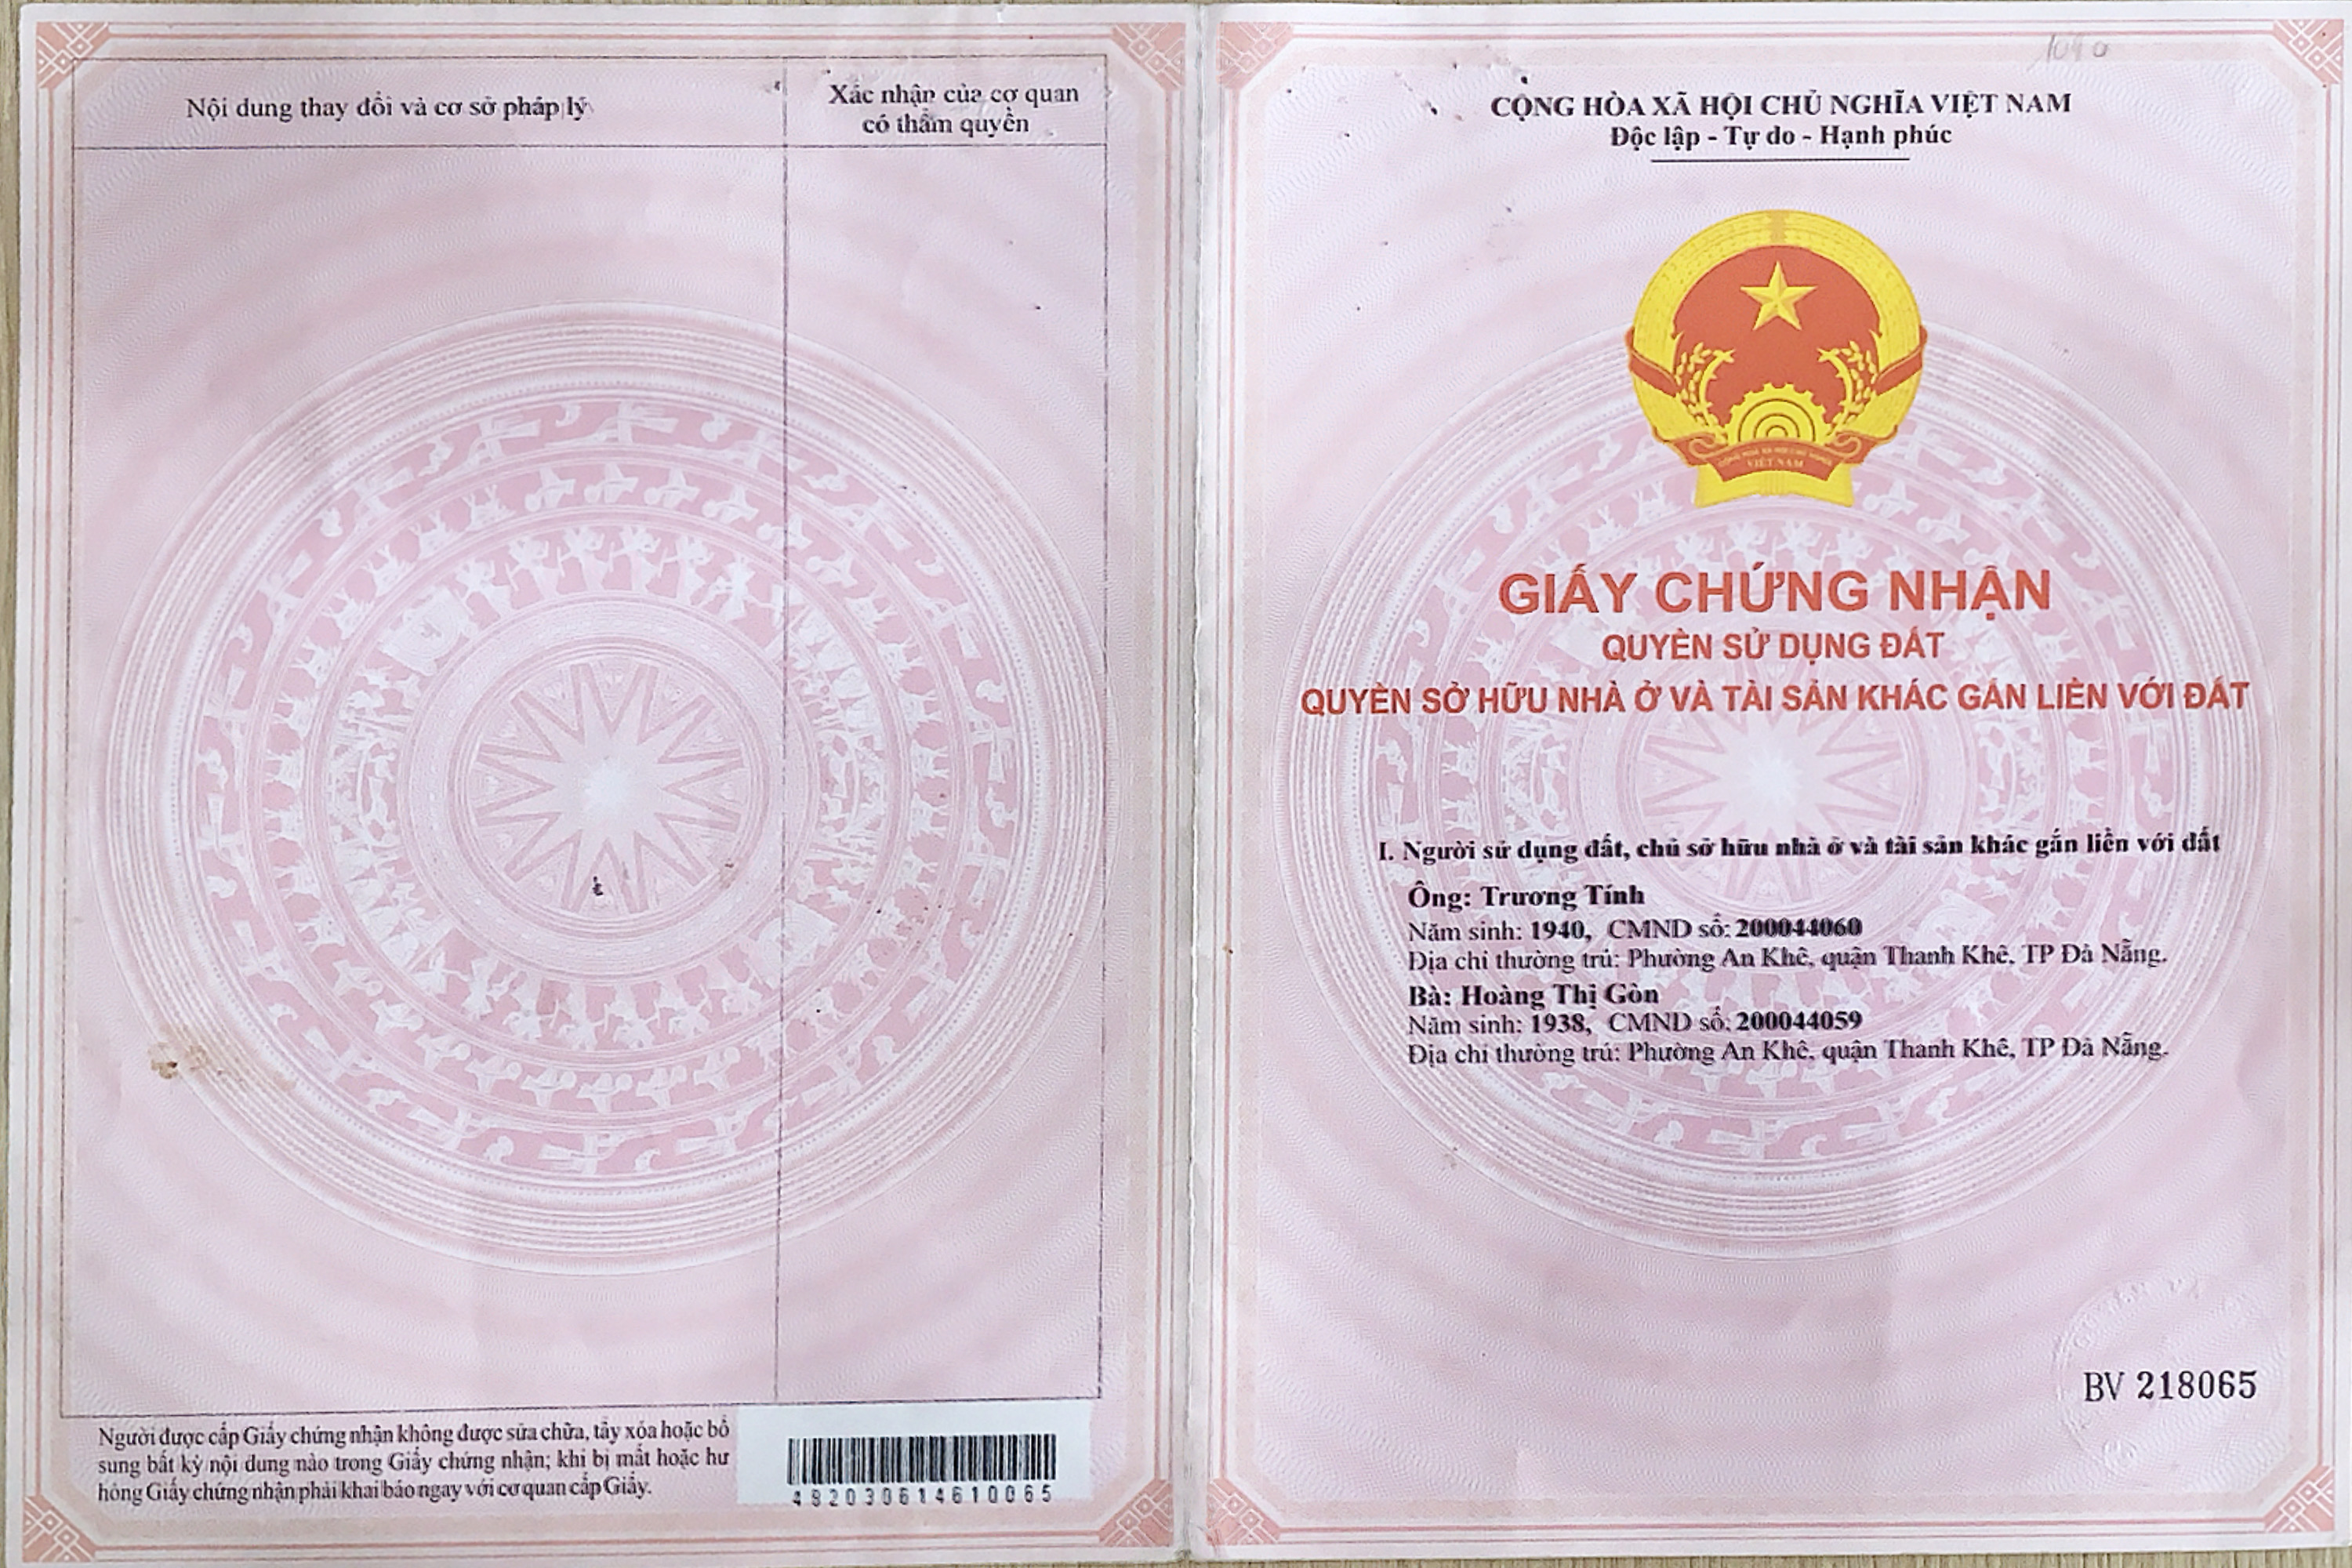 Nội dung thay đổi và cơ sở pháp lý
Xác nhận của cơ quan
có thẩm quyền
Người được cấp Giấy chứng nhận không được sửa chữa, tẩy xóa hoặc bổ
sung bất kỳ nội dung nào trong Giấy chứng nhận; khi bị mất hoặc hư
hỏng Giấy chứng nhận phải khai báo ngay với cơ quan cấp Giấy.
CỘNG HÒA XÃ HỘI CHỦ NGHĨA VIỆT NAM
Độc lập - Tự do - Hạnh phúc
VIỆT NAM
GIẤY CHỨNG NHẬN
QUYỀN SỬ DỤNG ĐẤT
QUYỀN SỞ HỮU NHÀ Ở VÀ TÀI SẢN KHÁC GẮN LIỀN VỚI ĐẤT
I. Người sử dụng đất, chủ sở hữu nhà ở và tài sản khác gắn liền với đất
Ông: Trương Tính
Năm sinh: 1940, CMND số: 200044060
Địa chỉ thường trú: Phường An Khê, quận Thanh Khê, TP Đà Nẵng.
Bà: Hoàng Thị Gòn
Năm sinh: 1938, CMND số: 200044059
Địa chỉ thường trú: Phường An Khê, quận Thanh Khê, TP Đà Nẵng.
BV 218065